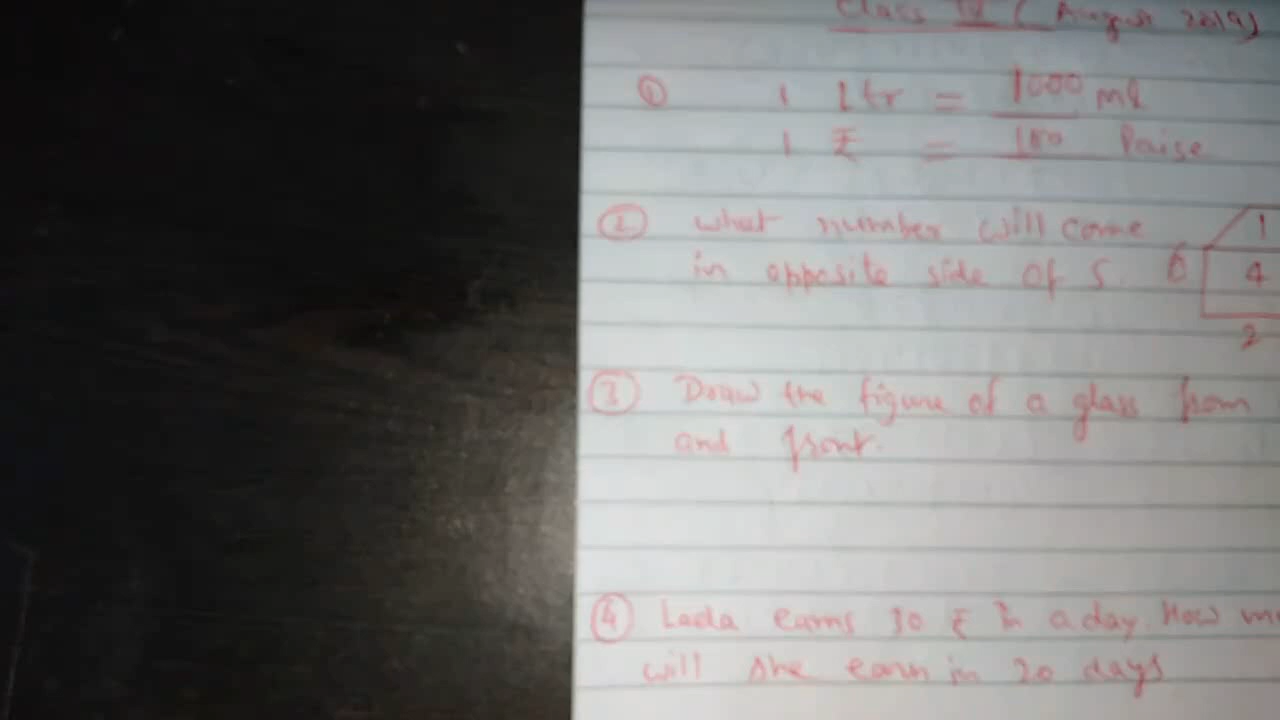 Class IV ( August 2019)
① 1 Ltr = 1000 ml
1 ₹ = 100 Paise
② what number will come
in opposite side of 5.
1
6 4
2
③ Draw the figure of a glass from
and front.
④ Lada earns 30 ₹ in a day. How
will she earn in 20 days